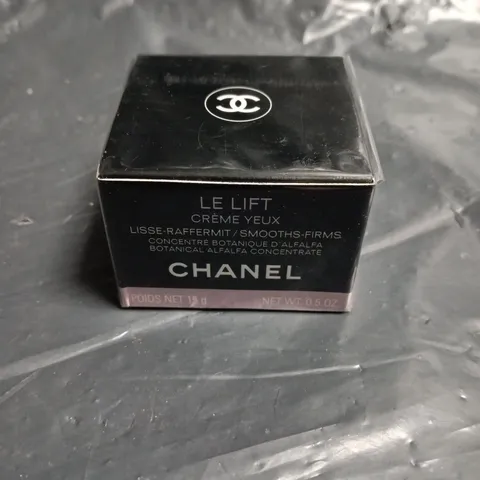 LE LIFT
CRÈME YEUX
LISSE-RAFFERMIT / SMOOTHS-FIRMS
CONCENTRÉ BOTANIQUE D'ALFALFA
BOTANICAL ALFALFA CONCENTRATE
CHANEL
POIDS NET 15 g NET WT. 0.5 OZ.